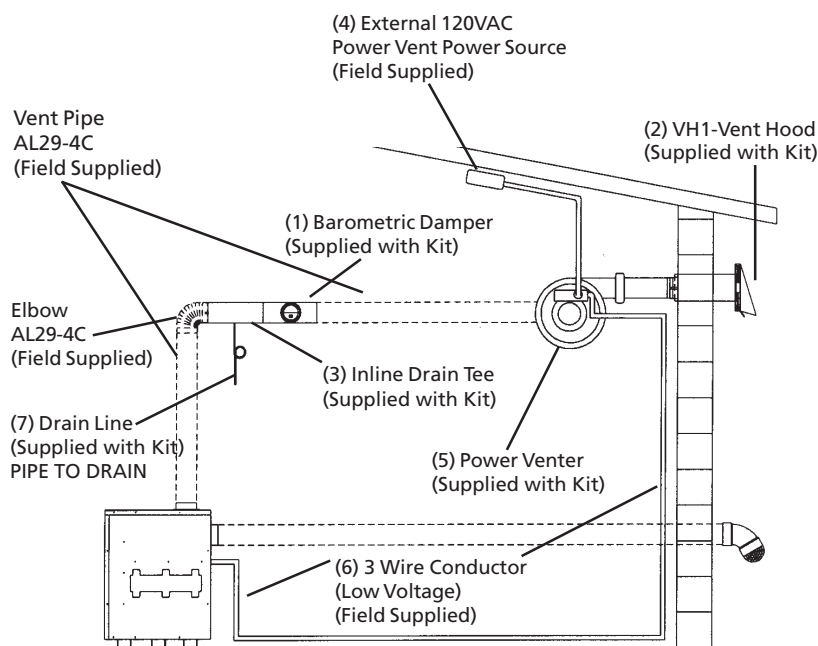 (4) External 120VAC
Power Vent Power Source
(Field Supplied)
Vent Pipe
AL29-4C
(Field Supplied)
(2) VH1-Vent Hood
(Supplied with Kit)
(1) Barometric Damper
(Supplied with Kit)
Elbow
AL29-4C
(Field Supplied)
(3) Inline Drain Tee
(Supplied with Kit)
(7) Drain Line
(Supplied with Kit)
PIPE TO DRAIN
(5) Power Venter
(Supplied with Kit)
(6) 3 Wire Conductor
(Low Voltage)
(Field Supplied)